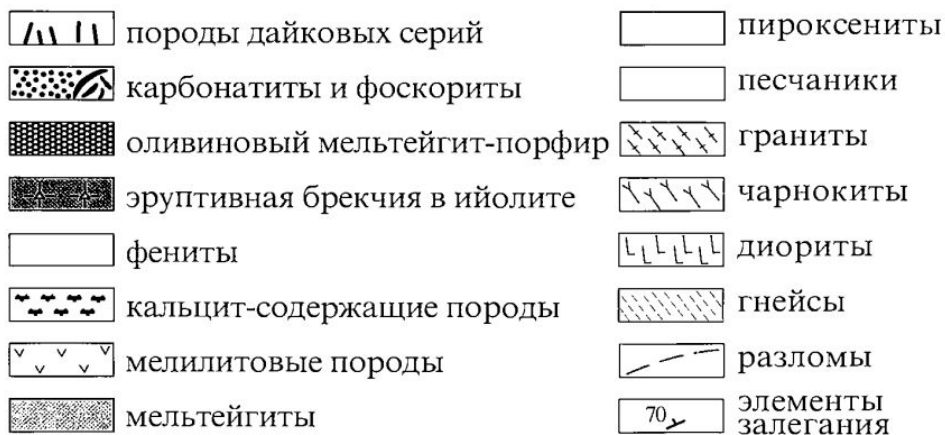 породы дайковых серий
карбонатиты и фоскориты
оливиновый мельтейгит-порфир
эруптивная брекчия в ийолите
фениты
кальцит-содержащие породы
мелилитовые породы
мельтейгиты
пироксениты
песчаники
граниты
чарнокиты
диориты
гнейсы
разломы
70 элементы
залегания